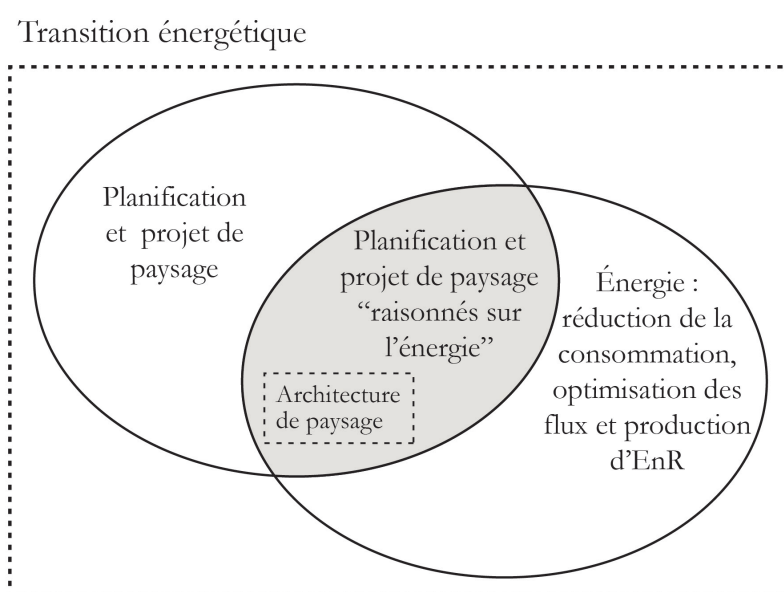 Transition énergétique
Planification
et projet de
paysage
Planification et
projet de paysage
“raisonnés sur
l’énergie”
Architecture
de paysage
Énergie :
réduction de la
consommation,
optimisation des
flux et production
d’EnR